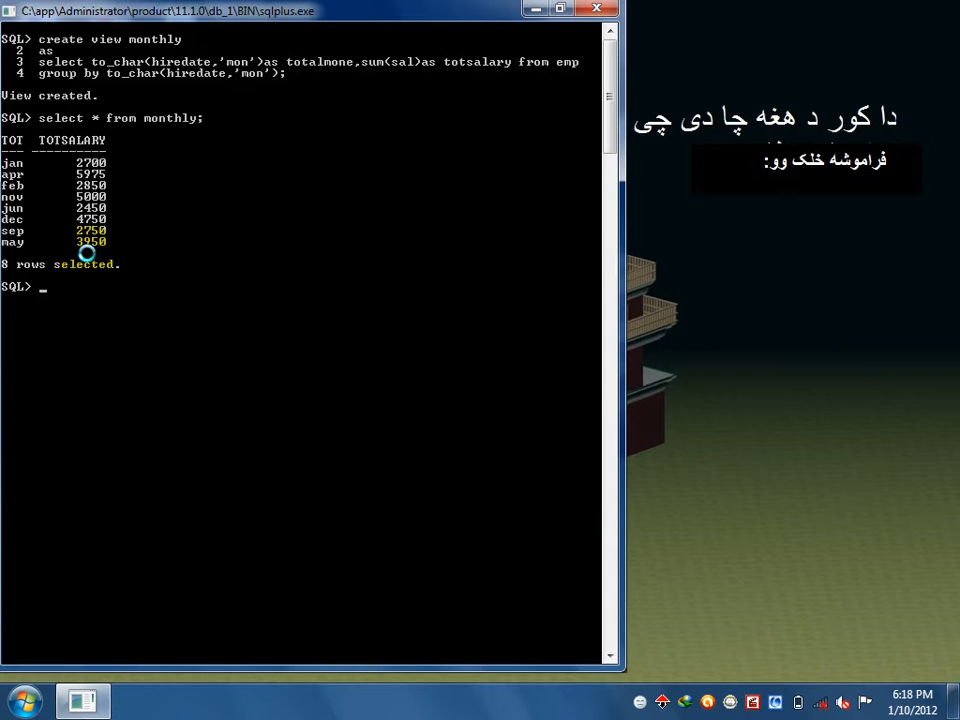 C:\app\Administrator\product\11.1.0\db_1\BIN\sqlplus.exe
SQL> create view monthly
2 as
3 select to_char(hiredate,'mon')as totalmone,sum(sal)as totsalary from emp
4 group by to_char(hiredate,'mon');
View created.
SQL> select * from monthly;
TOT TOTSALARY
--- ----------
jan 2700
apr 5975
feb 2850
nov 5000
jun 2450
dec 4750
sep 2750
may 3950
8 rows selected.
SQL> _
دا کور د هغه چا دی چی
فراموشه خلک وو:
6:18 PM
1/10/2012